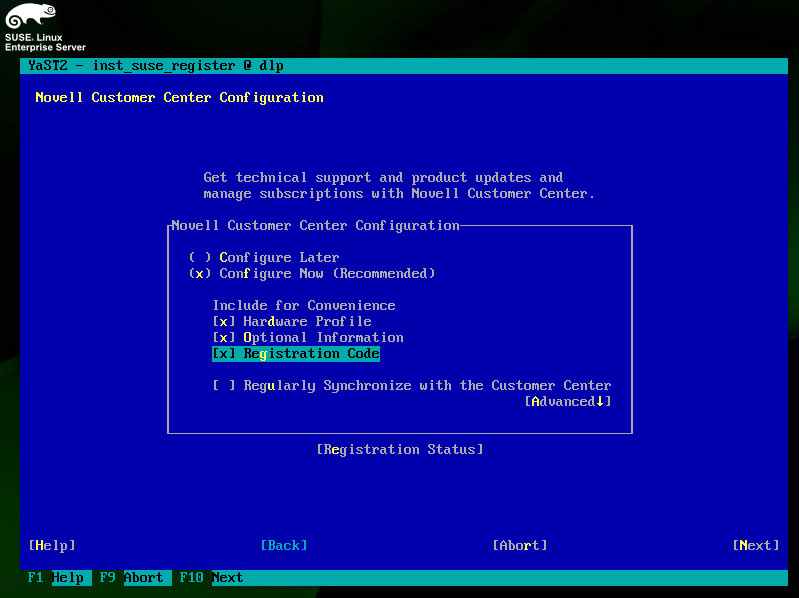 SUSE® Linux
Enterprise Server
YaST2 - inst_suse_register @ dlp
Novell Customer Center Configuration
Get technical support and product updates and
manage subscriptions with Novell Customer Center.
Novell Customer Center Configuration
( ) Configure Later
(x) Configure Now (Recommended)
Include for Convenience
[x] Hardware Profile
[x] Optional Information
[x] Registration Code
[ ] Regularly Synchronize with the Customer Center
[Advanced↓]
[Registration Status]
[Help] [Back] [Abort] [Next]
F1 Help F9 Abort F10 Next